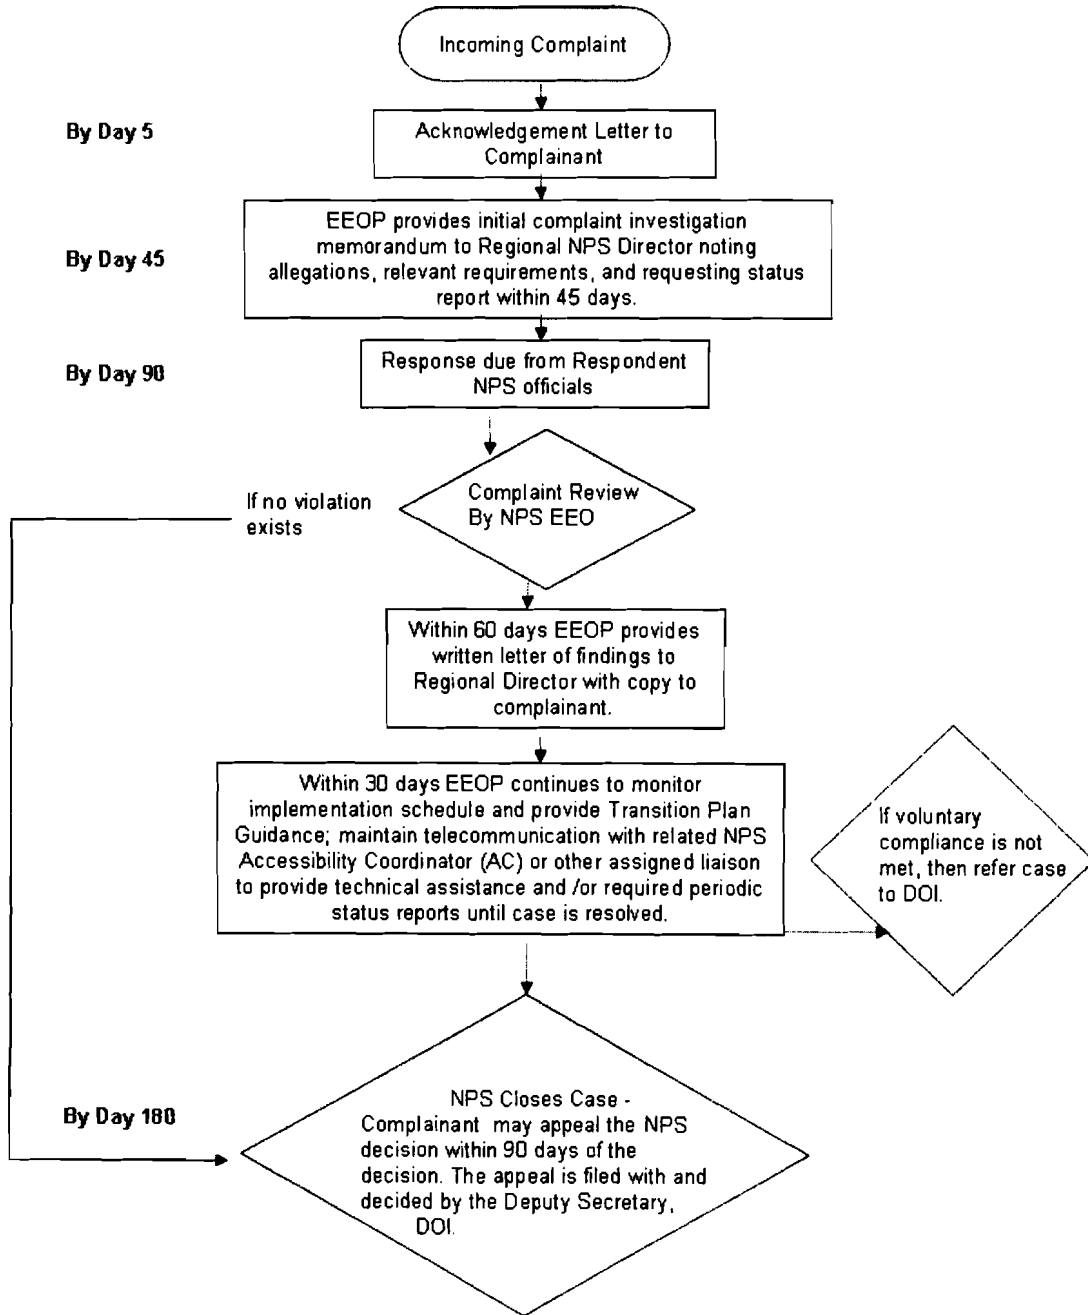 Incoming Complaint
By Day 5
Acknowledgement Letter to
Complainant
By Day 45
EEOP provides initial complaint investigation
memorandum to Regional NPS Director noting
allegations, relevant requirements, and requesting status
report within 45 days.
By Day 90
Response due from Respondent
NPS officials
If no violation
exists
Complaint Review
By NPS EEO
Within 60 days EEOP provides
written letter of findings to
Regional Director with copy to
complainant.
Within 30 days EEOP continues to monitor
implementation schedule and provide Transition Plan
Guidance; maintain telecommunication with related NPS
Accessibility Coordinator (AC) or other assigned liaison
to provide technical assistance and /or required periodic
status reports until case is resolved.
If voluntary
compliance is not
met, then refer case
to DOI.
By Day 180
NPS Closes Case -
Complainant may appeal the NPS
decision within 90 days of the
decision. The appeal is filed with and
decided by the Deputy Secretary,
DOI.